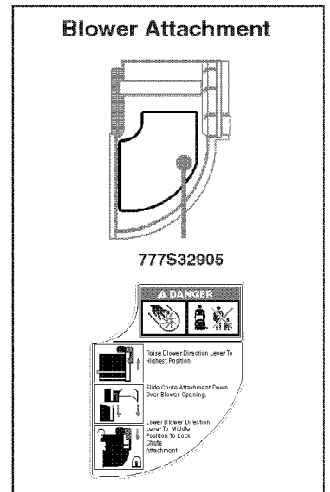 Blower Attachment
777S32905
DANGER
Raise Blower Direction Lever To
Highest Position
Slide Chute Attachment Down
Over Blower Opening.
Lower Blower Direction
Lever To Middle
Position To Lock
Chute
Attachment